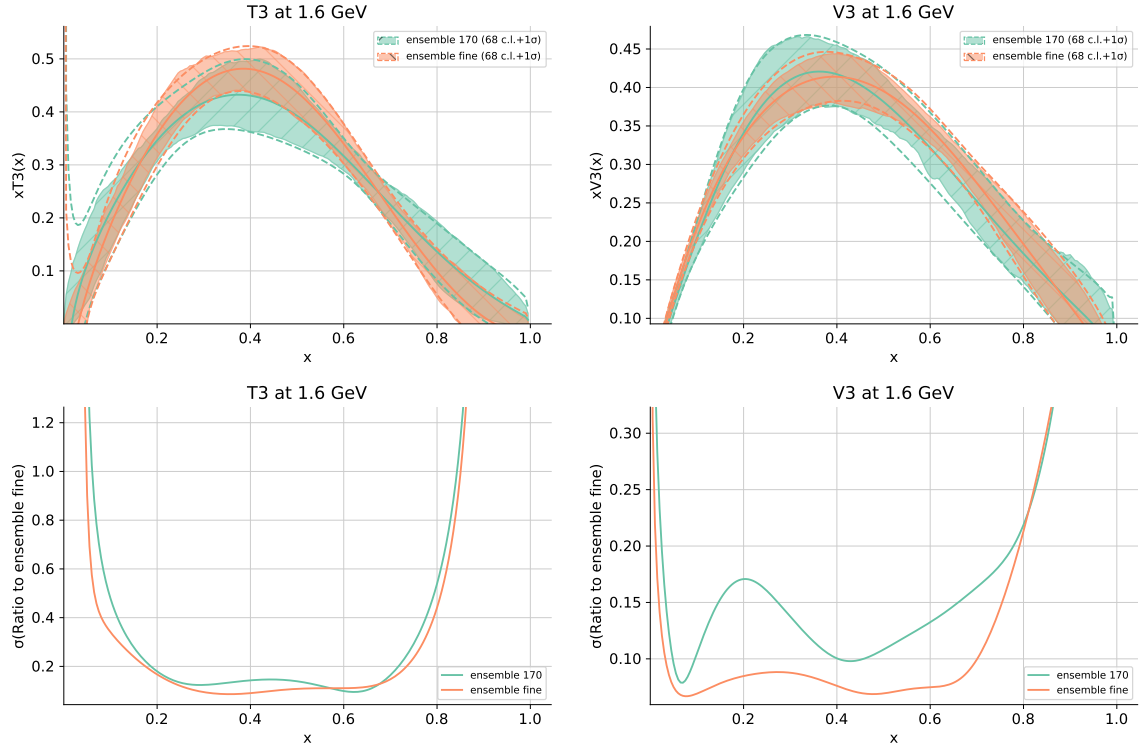 T3 at 1.6 GeV
xT3(x)
0.5
0.4
0.3
0.2
0.1
ensemble 170 (68 c.l.+1σ)
ensemble fine (68 c.l.+1σ)
0.2 0.4 0.6 0.8 1.0
x
V3 at 1.6 GeV
xV3(x)
0.45
0.40
0.35
0.30
0.25
0.20
0.15
0.10
ensemble 170 (68 c.l.+1σ)
ensemble fine (68 c.l.+1σ)
0.2 0.4 0.6 0.8 1.0
x
T3 at 1.6 GeV
σ(Ratio to ensemble fine)
1.2
1.0
0.8
0.6
0.4
0.2
ensemble 170
ensemble fine
0.2 0.4 0.6 0.8 1.0
x
V3 at 1.6 GeV
σ(Ratio to ensemble fine)
0.30
0.25
0.20
0.15
0.10
ensemble 170
ensemble fine
0.2 0.4 0.6 0.8 1.0
x